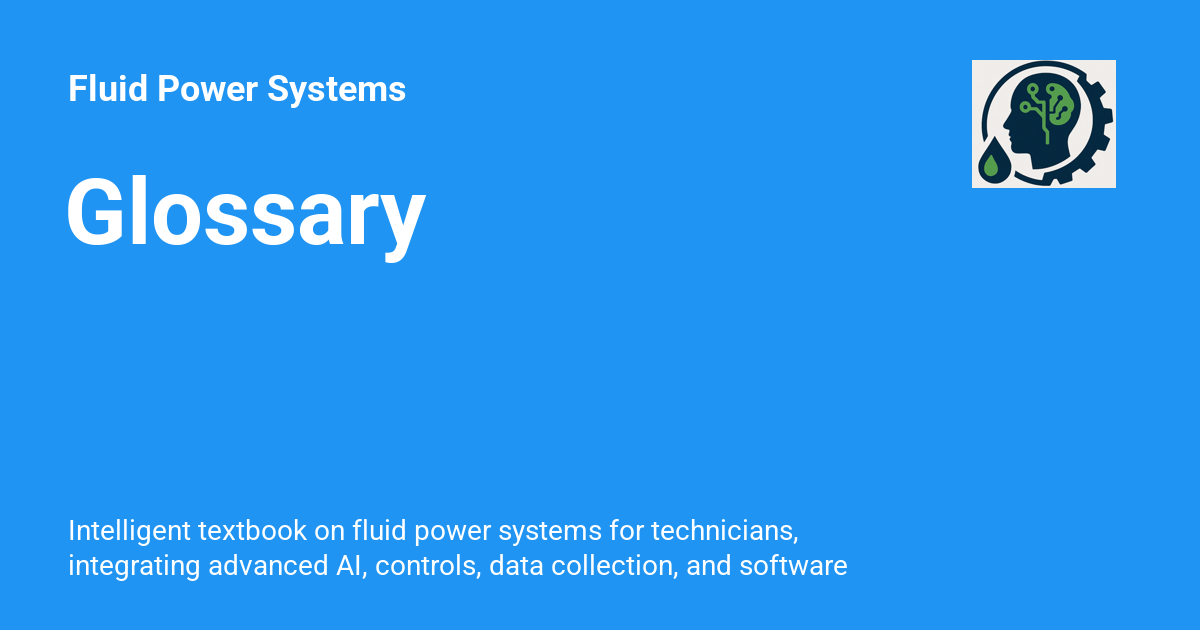 Fluid Power Systems
Glossary
Intelligent textbook on fluid power systems for technicians,
integrating advanced AI, controls, data collection, and software